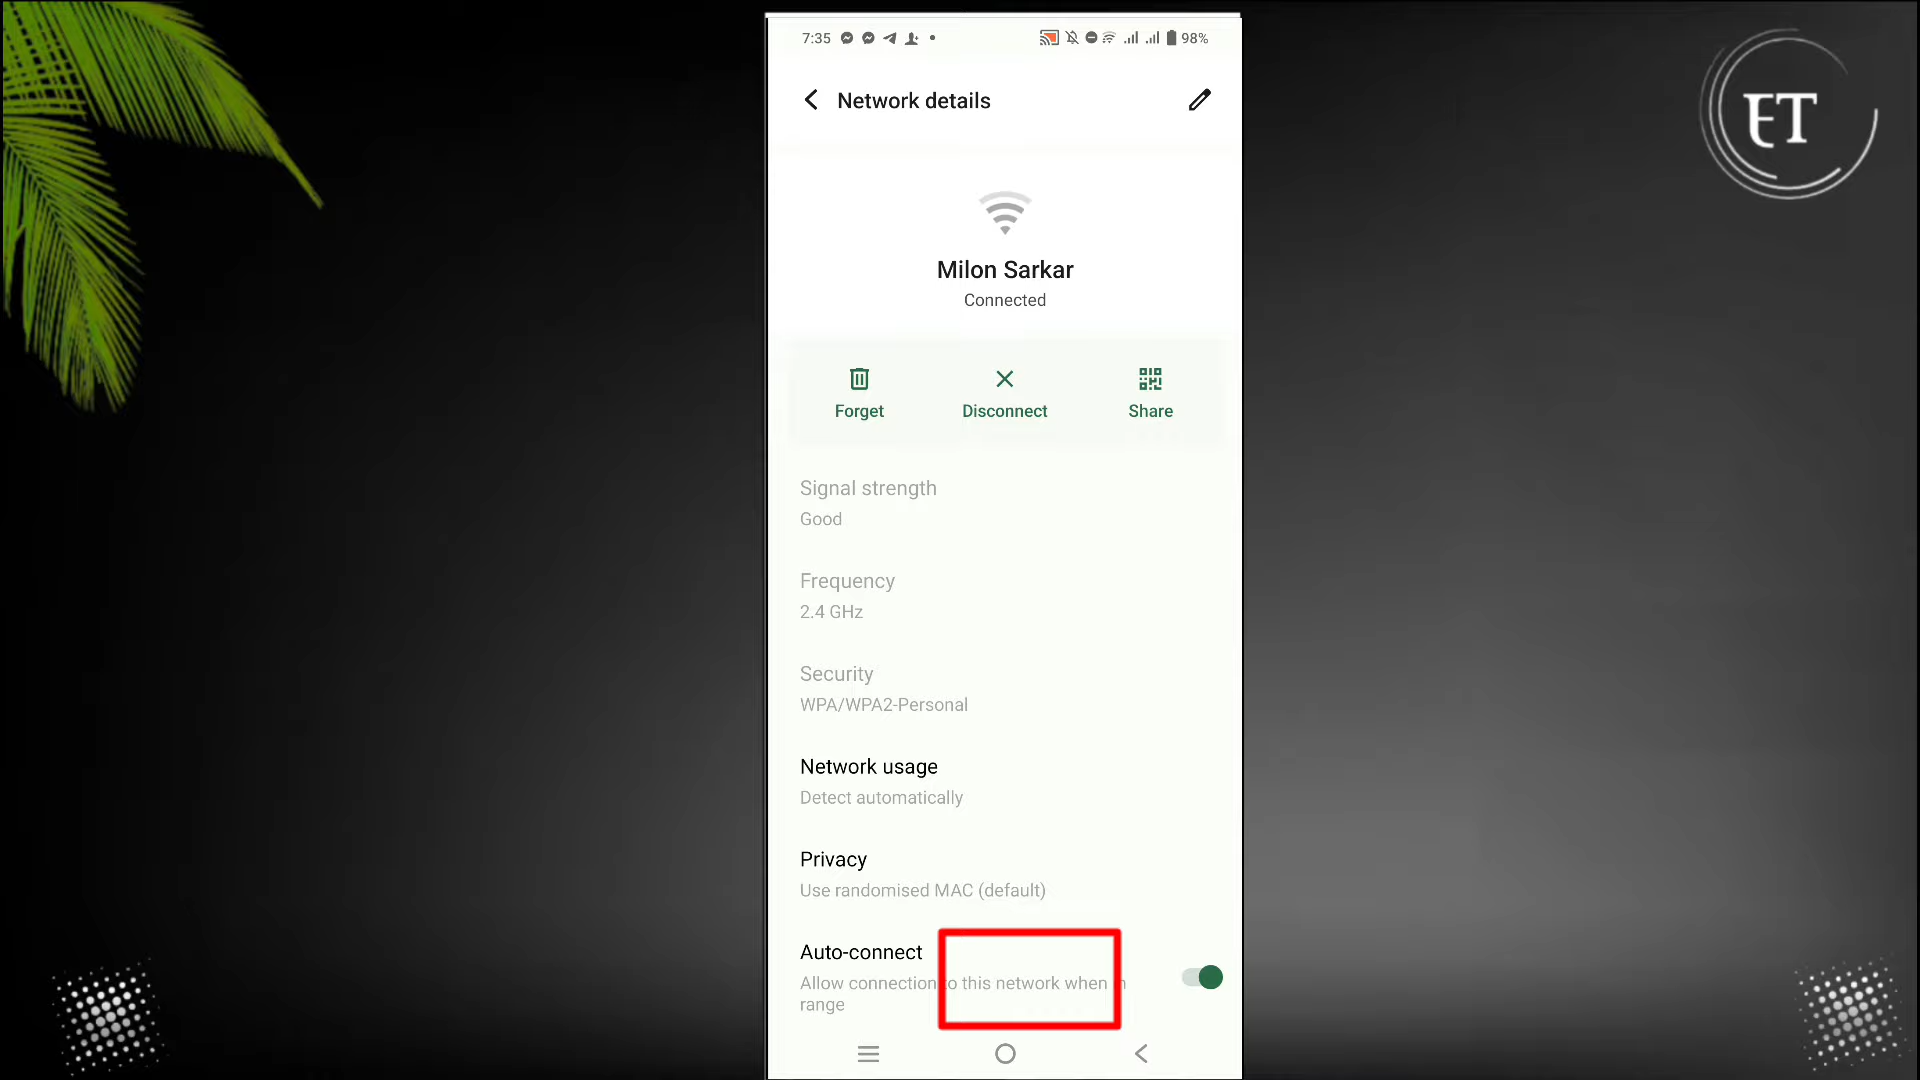 7:35
98%
ET
Network details
Milon Sarkar
Connected
Forget
Disconnect
Share
Signal strength
Good
Frequency
2.4 GHz
Security
WPA/WPA2-Personal
Network usage
Detect automatically
Privacy
Use randomised MAC (default)
Auto-connect
Allow connection to this network when in
range